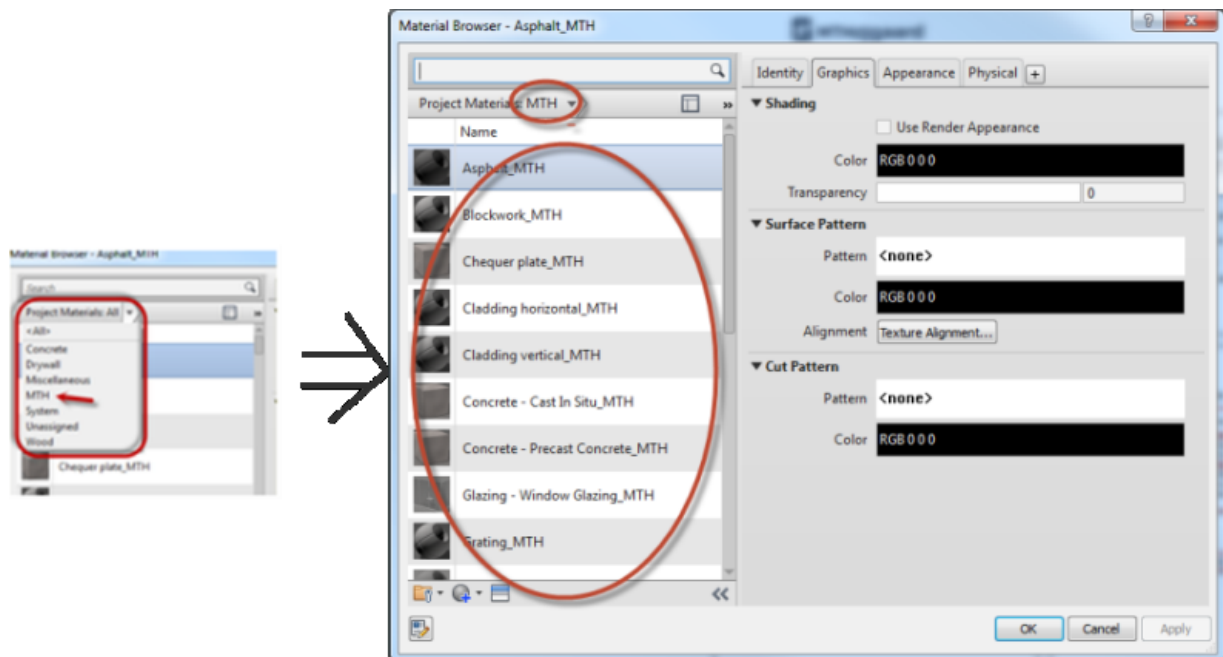 Material Browser - Asphalt_MTH
Search
Project Materials: All
<All>
Concrete
Drywall
Miscellaneous
MTH
System
Unassigned
Wood
Chequer plate_MTH
Material Browser - Asphalt_MTH
Project Materials: MTH
Name
Asphalt_MTH
Blockwork_MTH
Chequer plate_MTH
Cladding horizontal_MTH
Cladding vertical_MTH
Concrete - Cast In Situ_MTH
Concrete - Precast Concrete_MTH
Glazing - Window Glazing_MTH
Grating_MTH
Identity Graphics Appearance Physical +
Shading
Use Render Appearance
Color RGB 0 0 0
Transparency 0
Surface Pattern
Pattern <none>
Color RGB 0 0 0
Alignment Texture Alignment...
Cut Pattern
Pattern <none>
Color RGB 0 0 0
OK Cancel Apply